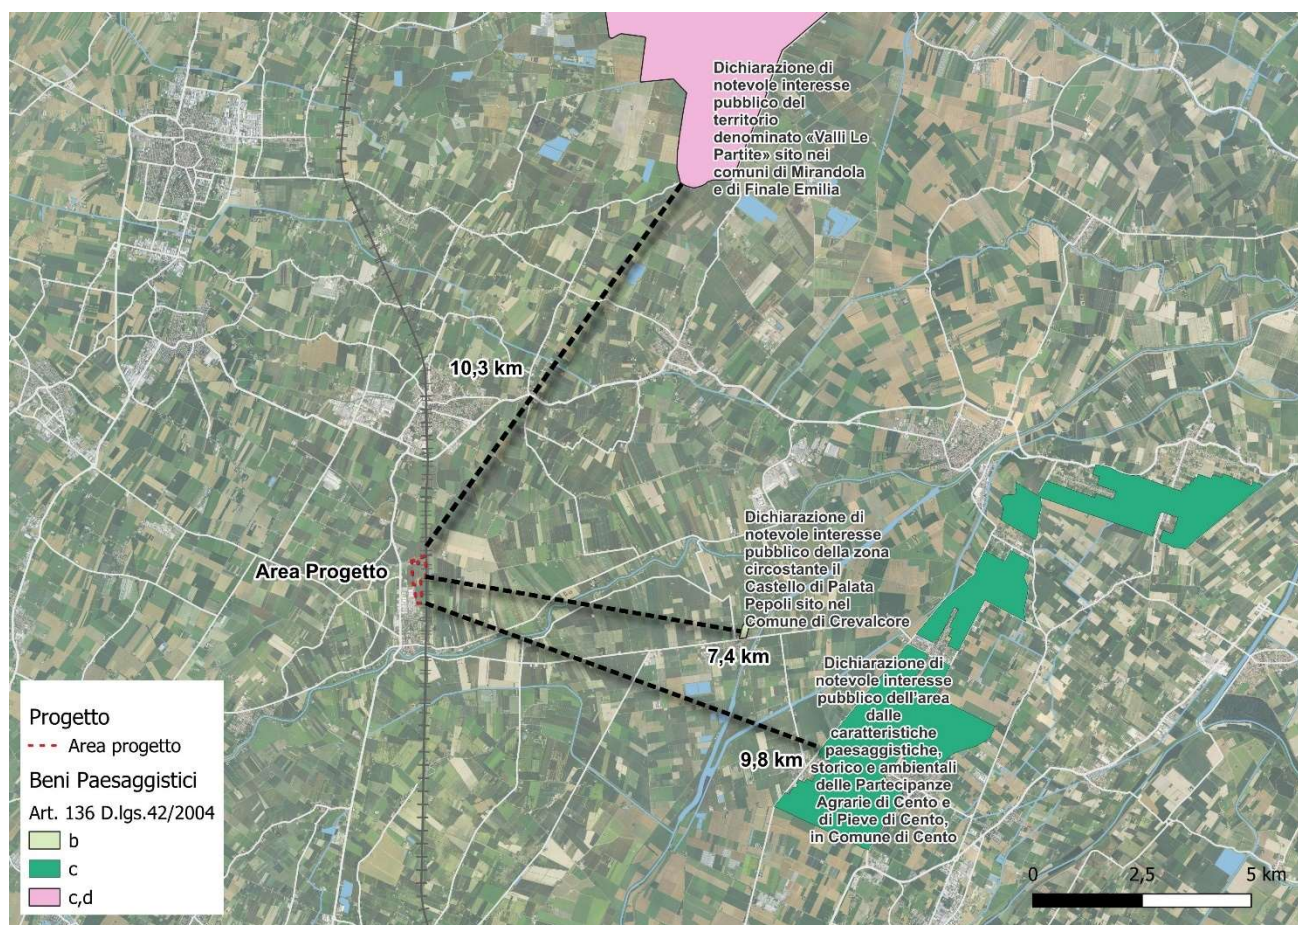 Dichiarazione di
notevole interesse
pubblico del
territorio
denominato «Valli Le
Partite» sito nei
comuni di Mirandola
e di Finale Emilia
10,3 km
Area Progetto
Dichiarazione di
notevole interesse
pubblico della zona
circostante il
Castello di Palata
Pepoli sito nel
Comune di Crevalcore
7,4 km
Dichiarazione di
notevole interesse
pubblico dell'area
dalle
caratteristiche
paesaggistiche,
storico e ambientali
delle Partecipanze
Agrarie di Cento e
di Pieve di Cento,
in Comune di Cento
9,8 km
Progetto
Area progetto
Beni Paesaggistici
Art. 136 D.lgs.42/2004
b
c
c,d
0 2,5 5 km